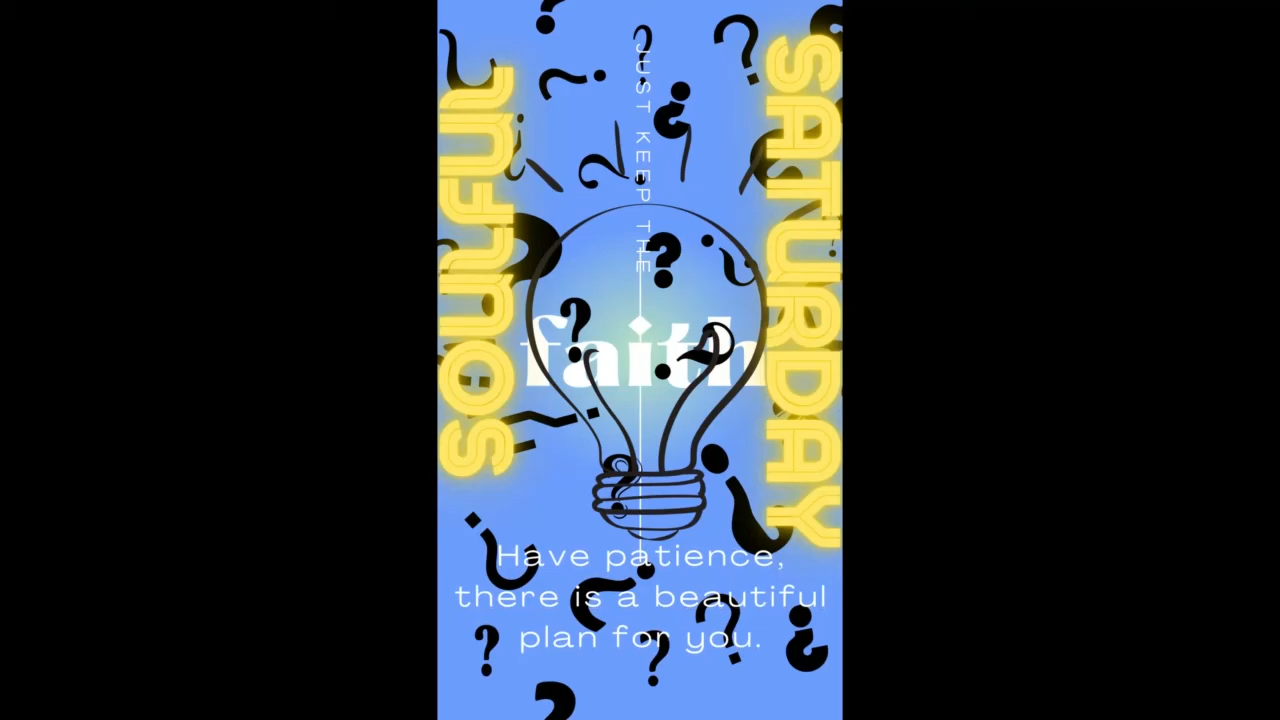 SOULFUL
SATURDAY
JUST KEEP THE
faith
Have patience,
there is a beautiful
plan for you.